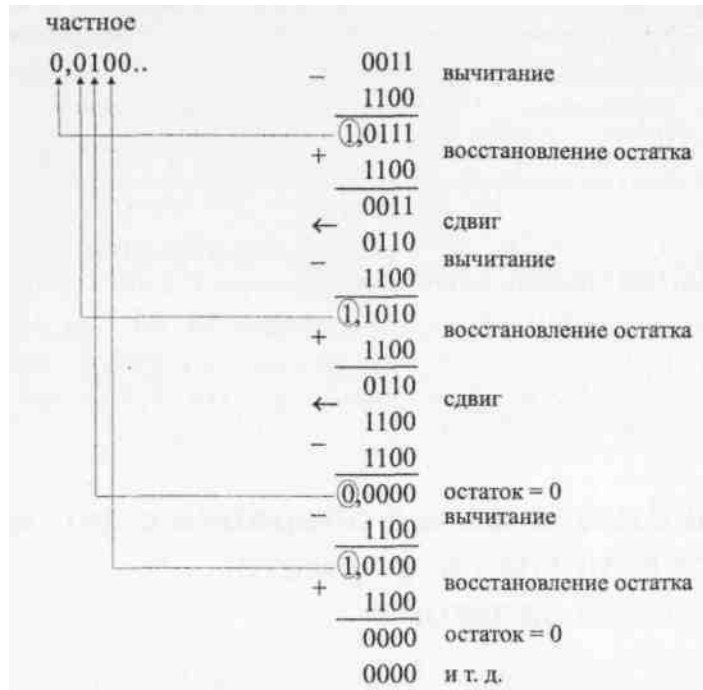 частное
0,0100..
− 0011 вычитание
1100
1,0111
+ восстановление остатка
1100
0011
← сдвиг
0110
− вычитание
1100
1,1010
+ восстановление остатка
1100
0110
← сдвиг
1100
−
1100
0,0000 остаток = 0
− вычитание
1100
1,0100
+ восстановление остатка
1100
0000 остаток = 0
0000 и т. д.